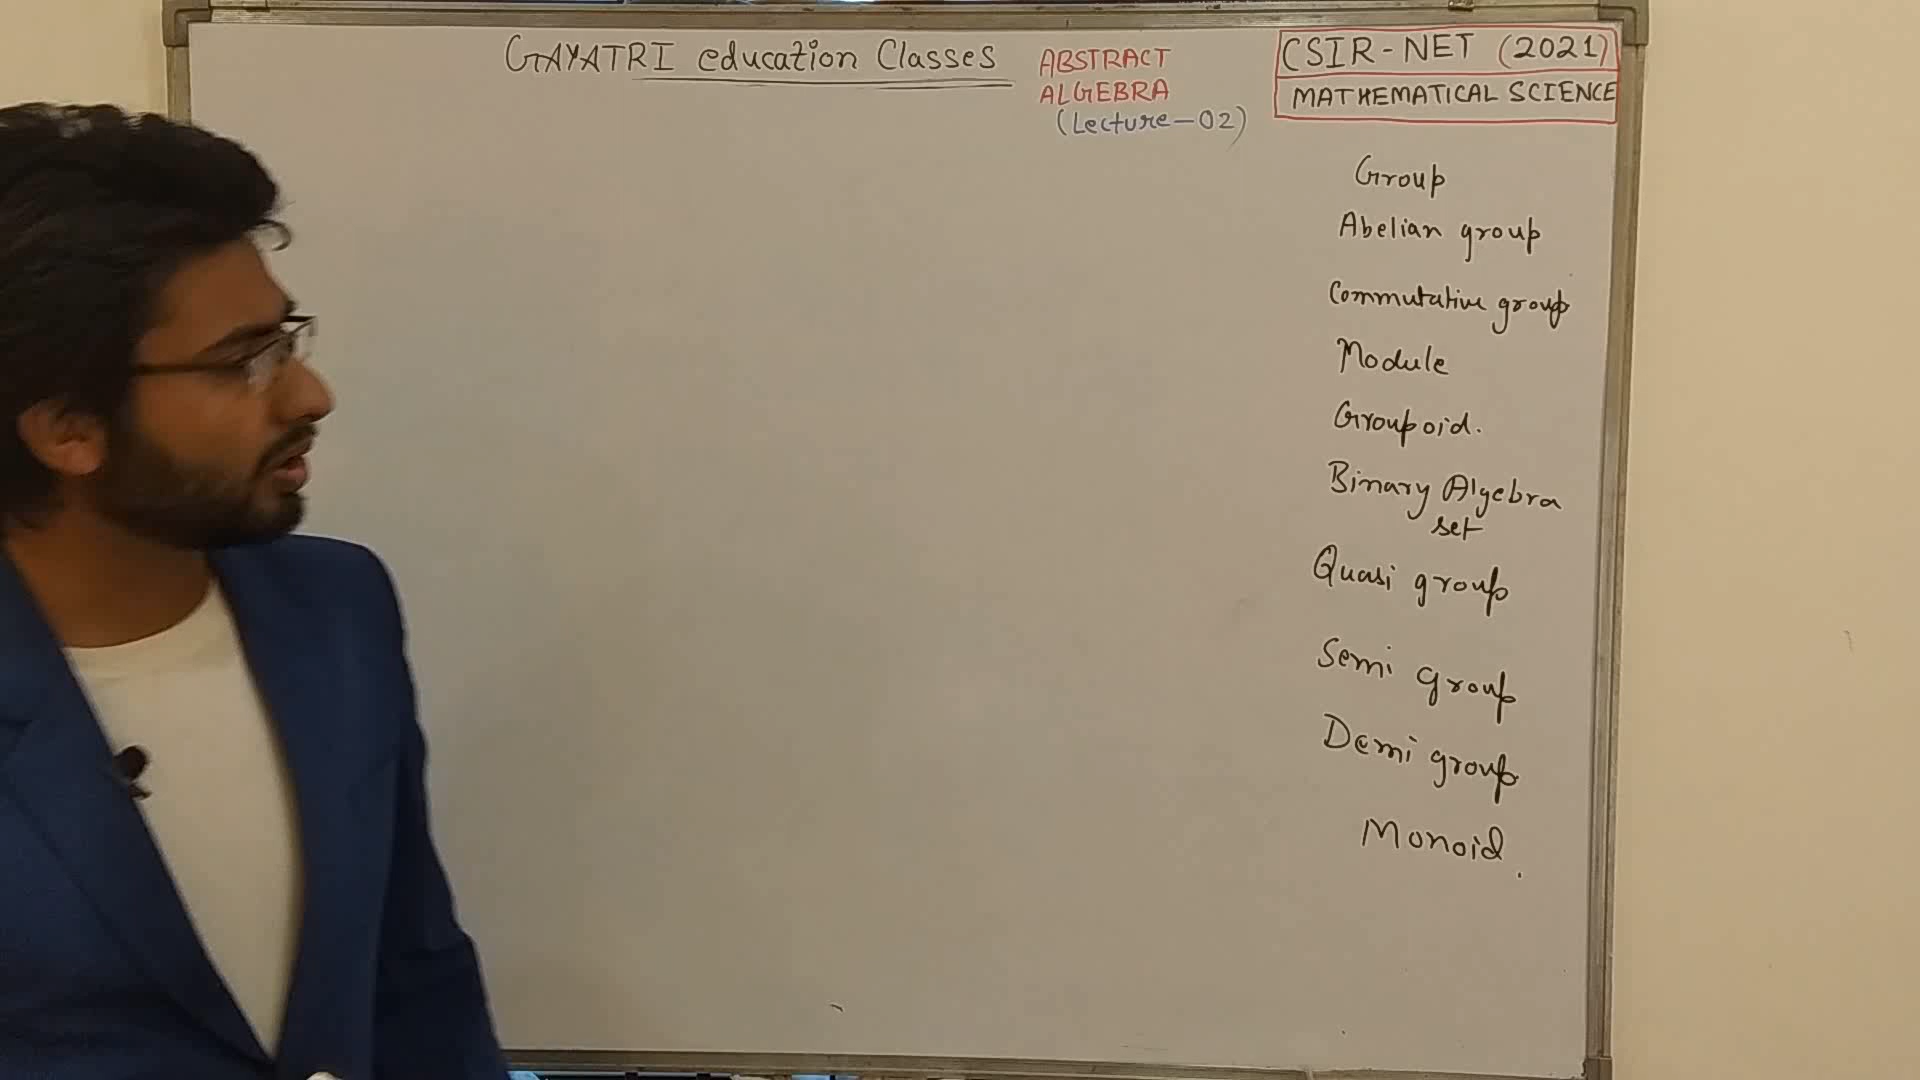 GAYATRI education Classes
ABSTRACT
ALGEBRA
(Lecture-02)
CSIR-NET (2021)
MATHEMATICAL SCIENCE
Group
Abelian group
Commutative group
Module
Groupoid.
Binary Algebra
set
Quasi group
Semi group
Demi group
Monoid.